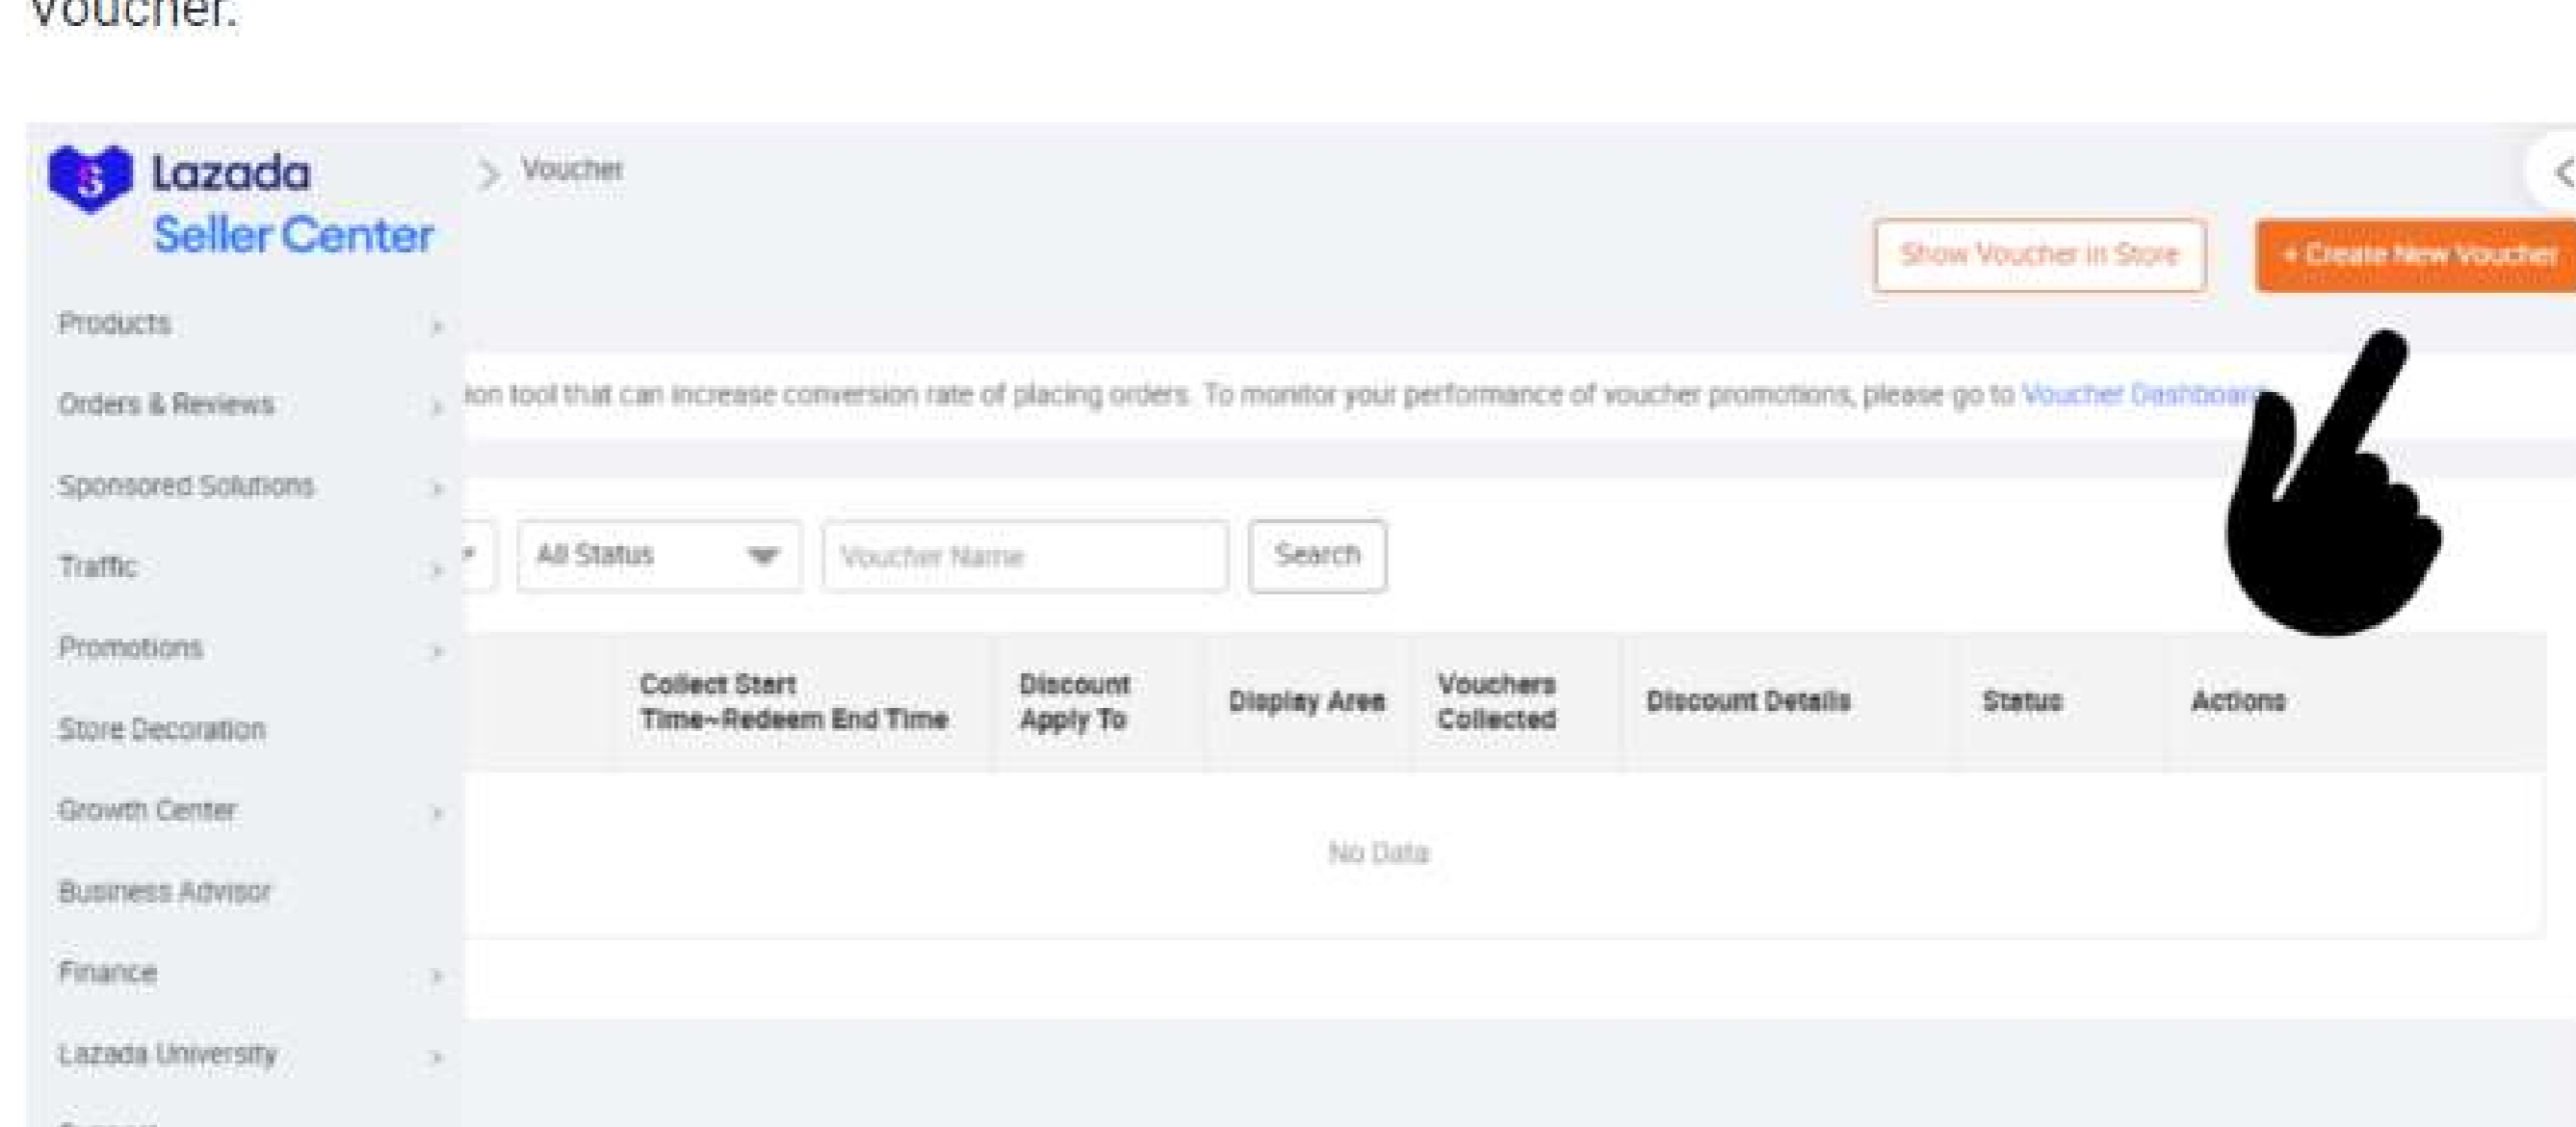 Voucher.
Lazada
Seller Center
Voucher
Show Voucher in Store
+ Create New Voucher
Products
ion tool that can increase conversion rate of placing orders. To monitor your performance of voucher promotions, please go to Voucher Dashboard
Orders & Reviews
Sponsored Solutions
All Status
Voucher Name
Search
Traffic
Promotions
Collect Start
Time~Redeem End Time
Discount
Apply To
Display Area
Vouchers
Collected
Discount Details
Status
Actions
Store Decoration
Growth Center
No Data
Business Advisor
Finance
Lazada University